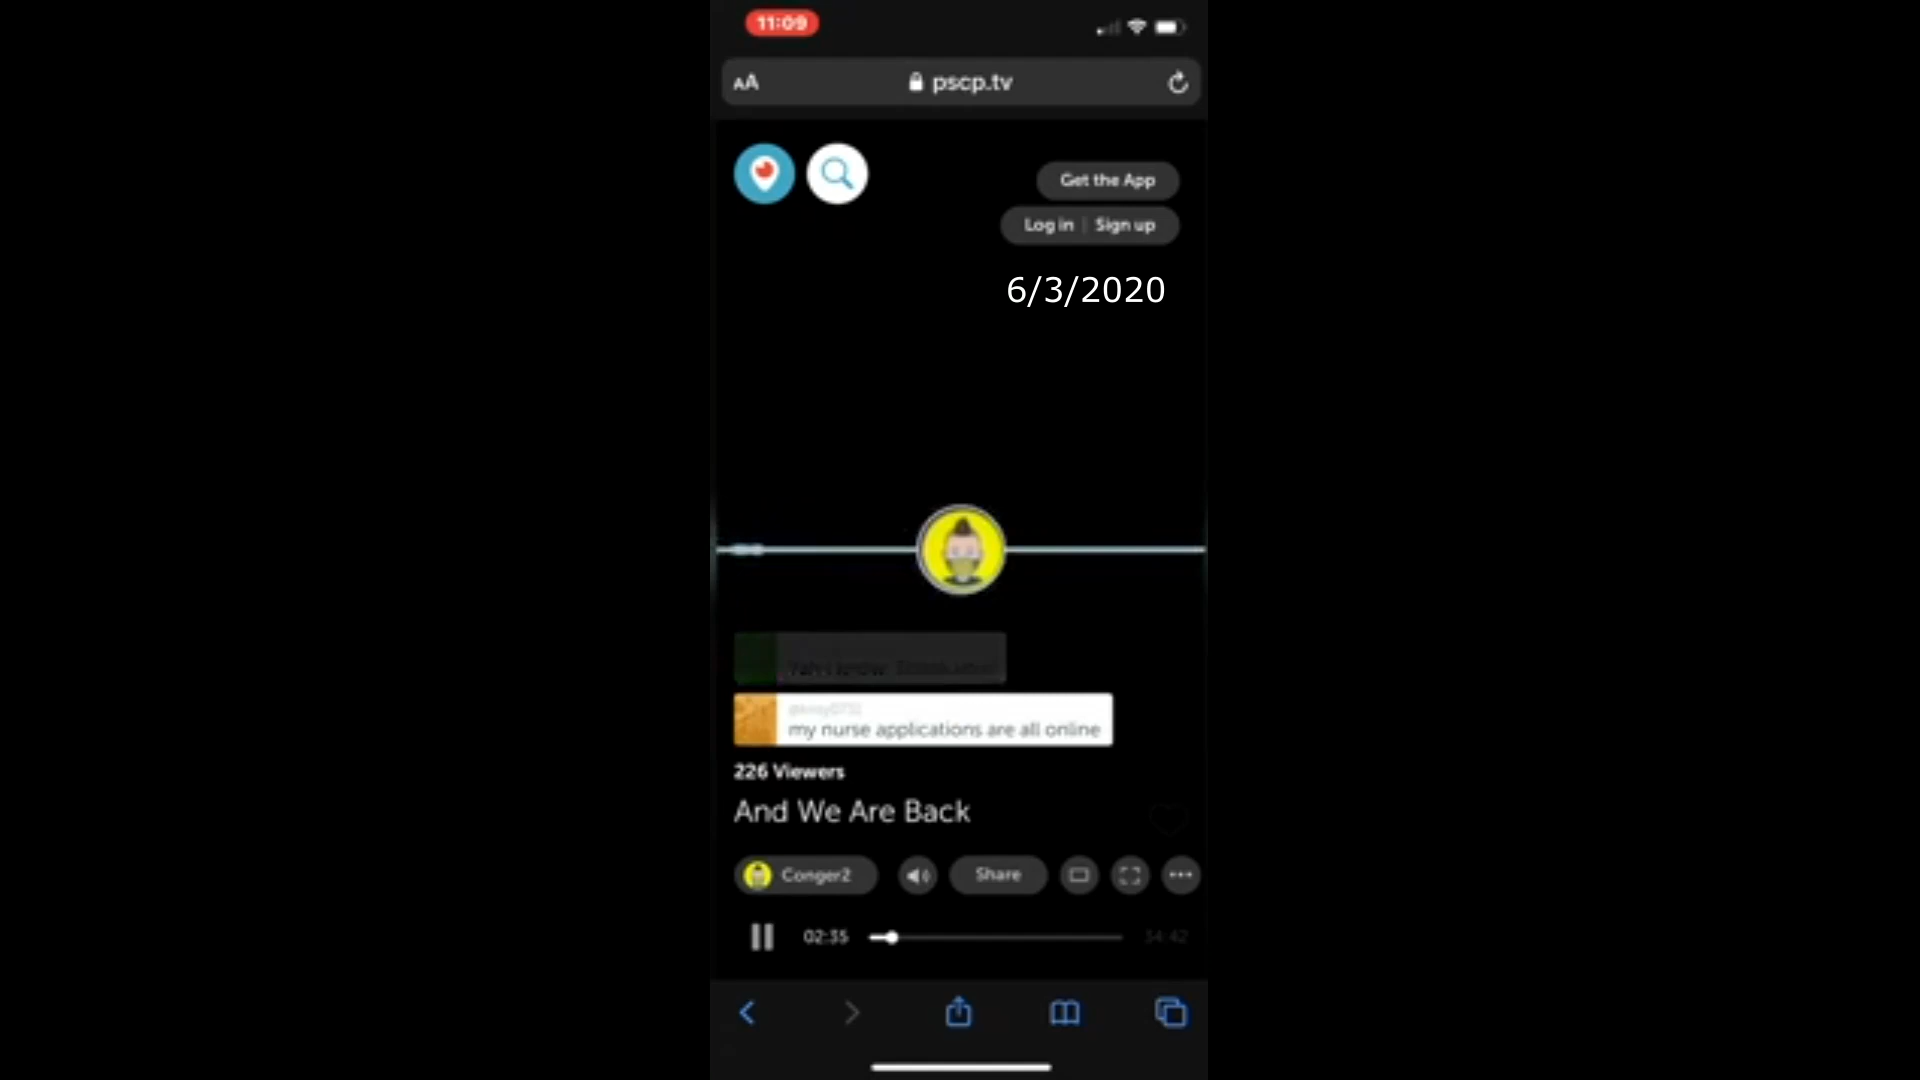 11:09
AA
pscp.tv
Get the App
Log in | Sign up
6/3/2020
my nurse applications are all online
226 Viewers
And We Are Back
Conger2
Share
02:35